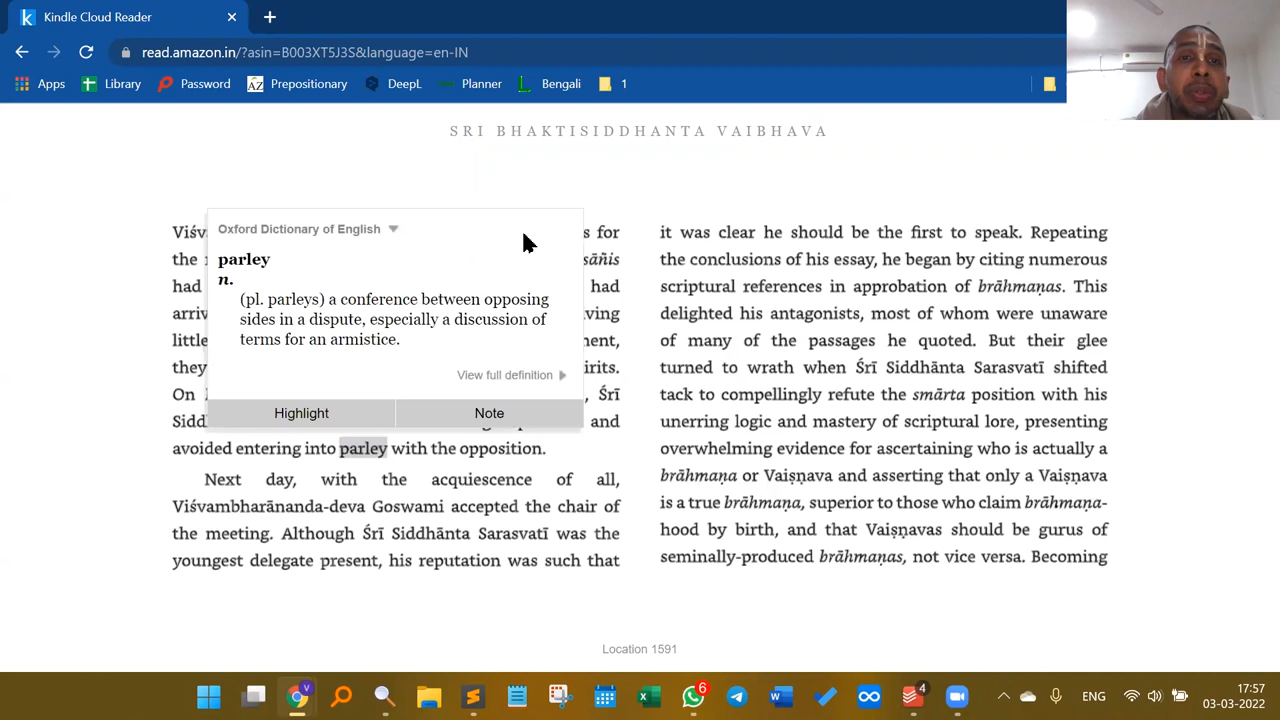 Kindle Cloud Reader
read.amazon.in/?asin=B003XT5J3S&language=en-IN
Apps Library Password Prepositionary DeepL Planner Bengali 1
SRI BHAKTISIDDHANTA VAIBHAVA
Oxford Dictionary of English
parley
n.
(pl. parleys) a conference between opposing
sides in a dispute, especially a discussion of
terms for an armistice.
View full definition
Highlight Note
s for
the
sāñis
had had
little
they
On Śrī
and
avoided entering into parley with the opposition.
Next day, with the acquiescence of all,
Viśvambharānanda-deva Goswami accepted the chair of
the meeting. Although Śrī Siddhānta Sarasvatī was the
youngest delegate present, his reputation was such that
it was clear he should be the first to speak. Repeating
the conclusions of his essay, he began by citing numerous
scriptural references in approbation of brāhmaṇas. This
delighted his antagonists, most of whom were unaware
of many of the passages he quoted. But their glee
turned to wrath when Śrī Siddhānta Sarasvatī shifted
tack to compellingly refute the smārta position with his
unerring logic and mastery of scriptural lore, presenting
overwhelming evidence for ascertaining who is actually a
brāhmaṇa or Vaiṣṇava and asserting that only a Vaiṣṇava
is a true brāhmaṇa, superior to those who claim brāhmaṇa-
hood by birth, and that Vaiṣṇavas should be gurus of
seminally-produced brāhmaṇas, not vice versa. Becoming
Location 1591
6 4 ENG 17:57
03-03-2022